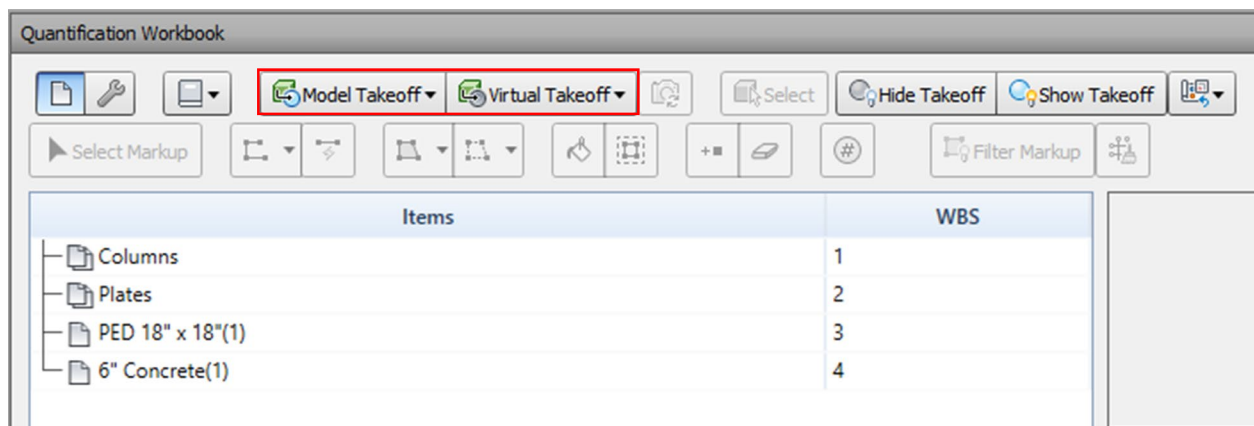 Quantification Workbook
Model Takeoff Virtual Takeoff Select Hide Takeoff Show Takeoff
Select Markup # Filter Markup
Items WBS
Columns 1
Plates 2
PED 18" x 18"(1) 3
6" Concrete(1) 4